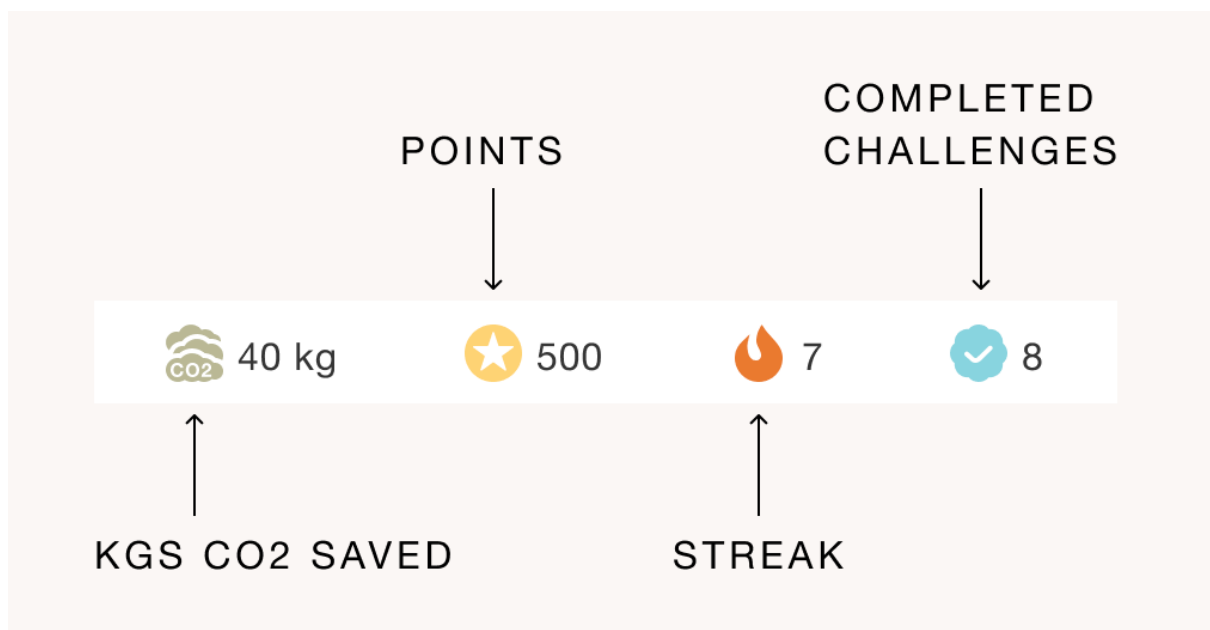 COMPLETED
POINTS
CHALLENGES
CO2
40 kg
500
7
8
KGS CO2 SAVED
STREAK